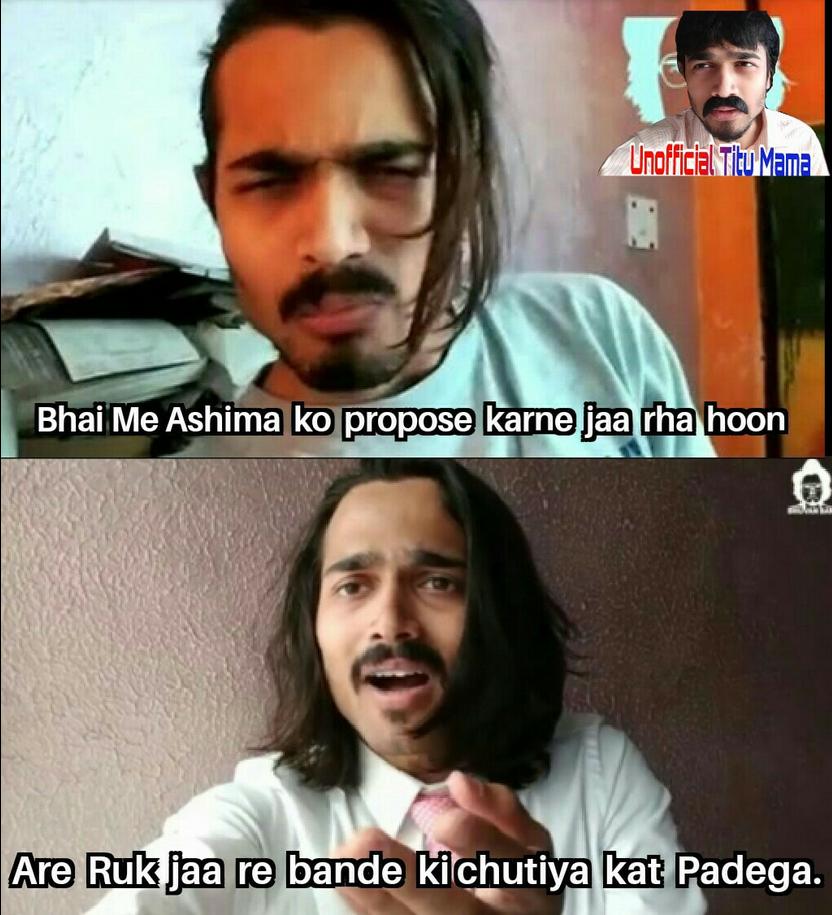 Unofficial Titu Mama
Bhai Me Ashima ko propose karne jaa rha hoon
Are Ruk jaa re bande ki chutiya kat Padega.